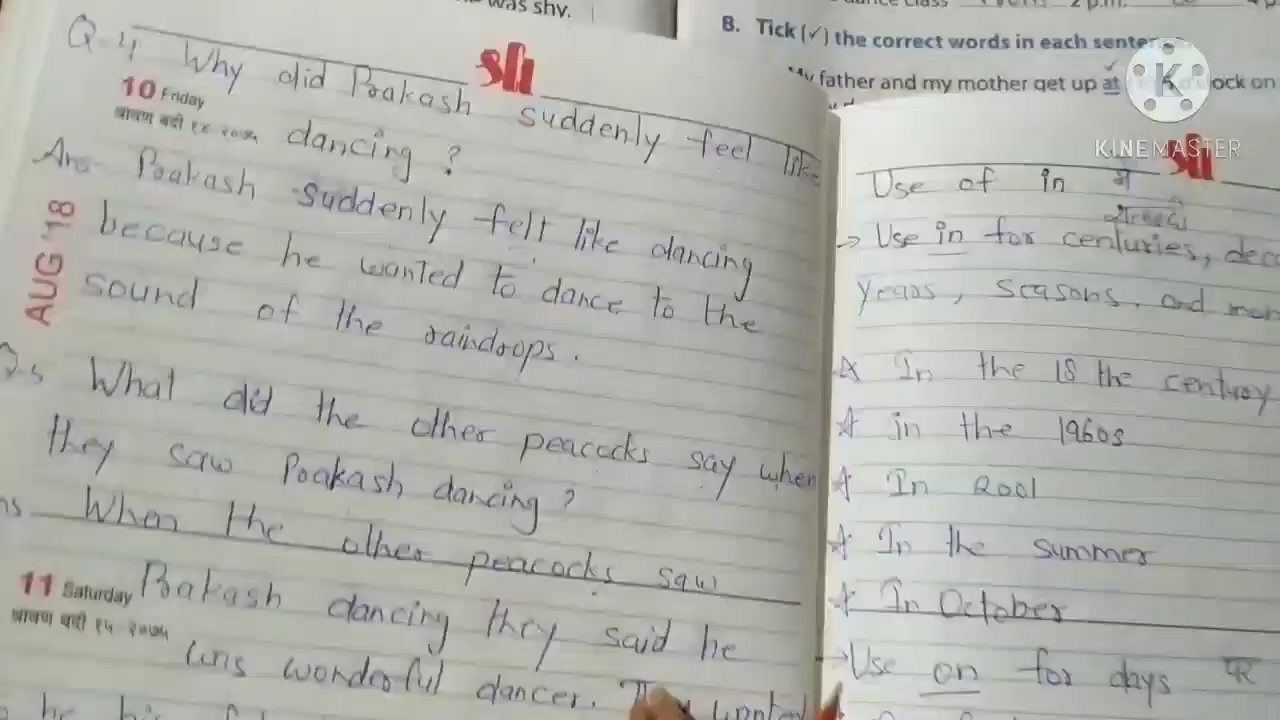 was shy.
Q.4 Why did Prakash suddenly feel like
10 Friday
dancing ?
Ans. Prakash suddenly felt like dancing
because he wanted to dance to the
sound of the raindrops.
AUG '18
Q.5 What did the other peacocks say when
they saw Prakash dancing ?
Ans. When the other peacocks saw
11 Saturday
Prakash dancing they said he
was wonderful dancer.
wanted
B. Tick (✓) the correct words in each
My father and my mother get up at
on
KINEMASTER
श्री
श्री
Use of in में
→ Use in for centuries,
years, seasons, and
☆ In the 18 the century
☆ in the 1960s
☆ In 2001
☆ In the summer
☆ In October
→ Use on for days पर